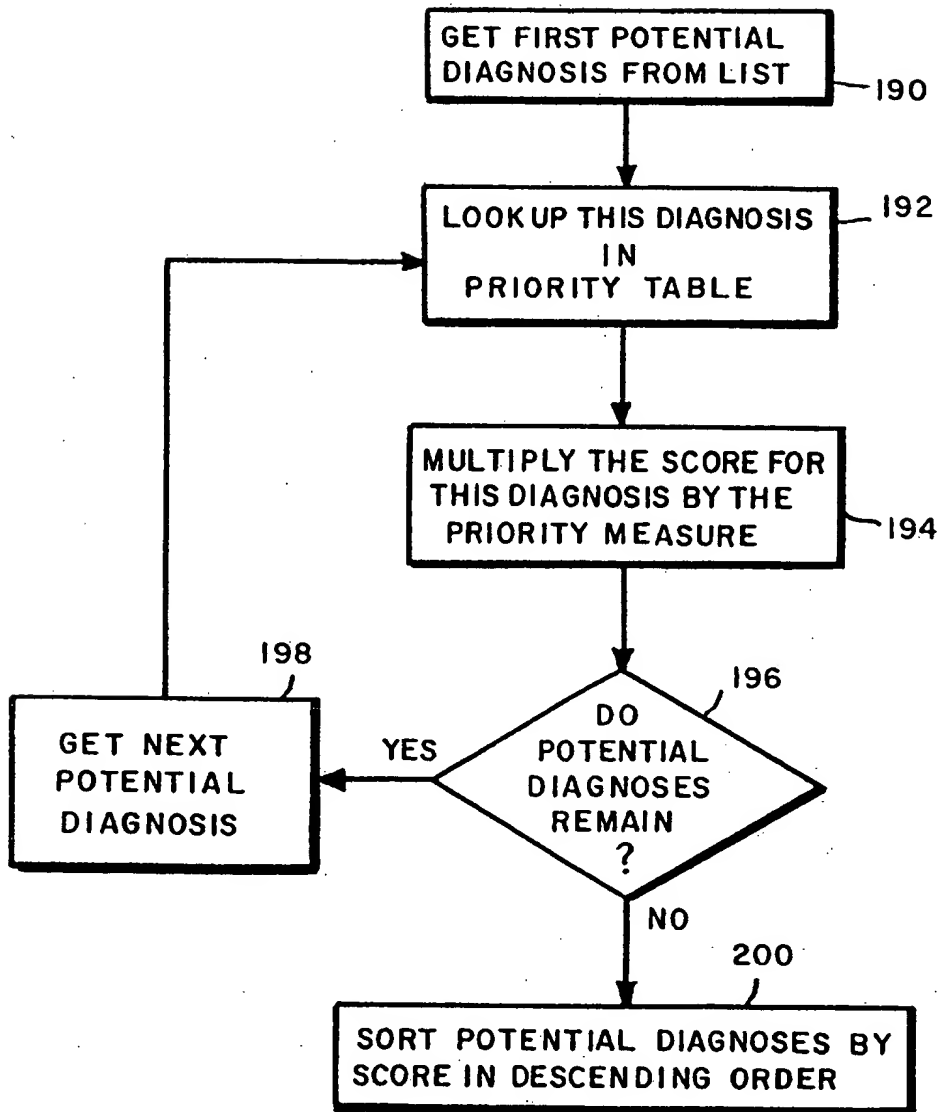 GET FIRST POTENTIAL
DIAGNOSIS FROM LIST
190
LOOK UP THIS DIAGNOSIS
IN
PRIORITY TABLE
192
MULTIPLY THE SCORE FOR
THIS DIAGNOSIS BY THE
PRIORITY MEASURE
194
196
DO
POTENTIAL
DIAGNOSES
REMAIN
?
YES
198
GET NEXT
POTENTIAL
DIAGNOSIS
NO
200
SORT POTENTIAL DIAGNOSES BY
SCORE IN DESCENDING ORDER